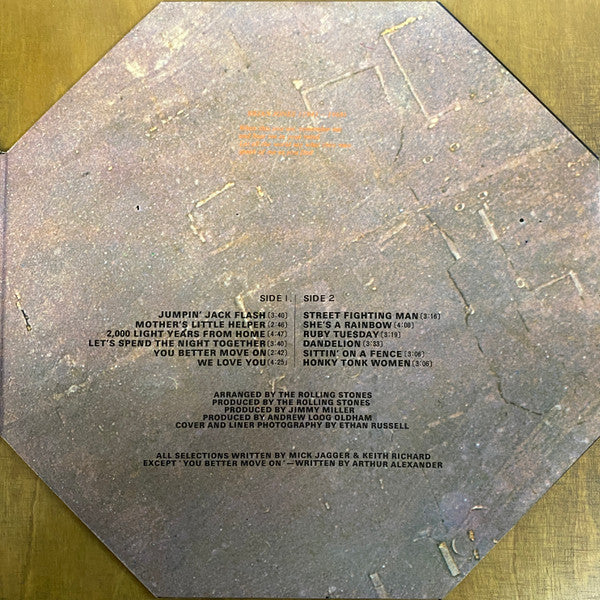 SIDE 1. SIDE 2
JUMPIN' JACK FLASH (3:40) STREET FIGHTING MAN (3:16)
MOTHER'S LITTLE HELPER (2:46) SHE'S A RAINBOW (4:08)
2,000 LIGHT YEARS FROM HOME (4:47) RUBY TUESDAY (3:19)
LET'S SPEND THE NIGHT TOGETHER (3:40) DANDELION (3:33)
YOU BETTER MOVE ON (2:42) SITTIN' ON A FENCE (3:06)
WE LOVE YOU (4:25) HONKY TONK WOMEN (3:06)
ARRANGED BY THE ROLLING STONES
PRODUCED BY THE ROLLING STONES
PRODUCED BY JIMMY MILLER
PRODUCED BY ANDREW LOOG OLDHAM
COVER AND LINER PHOTOGRAPHY BY ETHAN RUSSELL
ALL SELECTIONS WRITTEN BY MICK JAGGER & KEITH RICHARD
EXCEPT 'YOU BETTER MOVE ON'—WRITTEN BY ARTHUR ALEXANDER